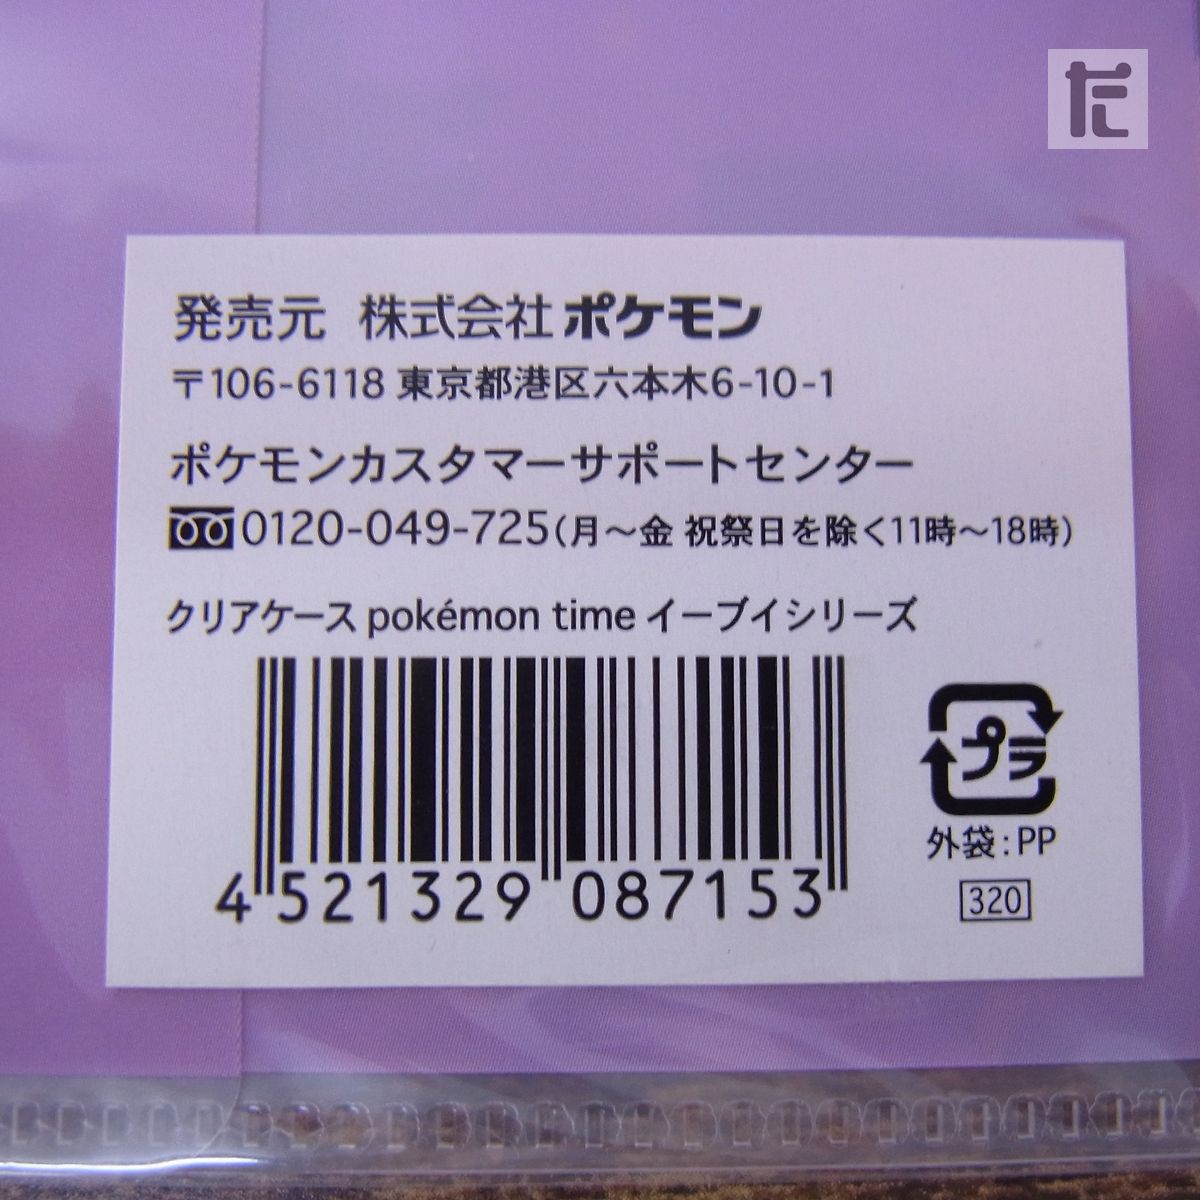 だ
発売元 株式会社ポケモン
〒106-6118 東京都港区六本木6-10-1
ポケモンカスタマーサポートセンター
0120-049-725(月～金 祝祭日を除く11時～18時)
クリアケース pokémon time イーブイシリーズ
4 521329 087153
プラ
外袋:PP
320